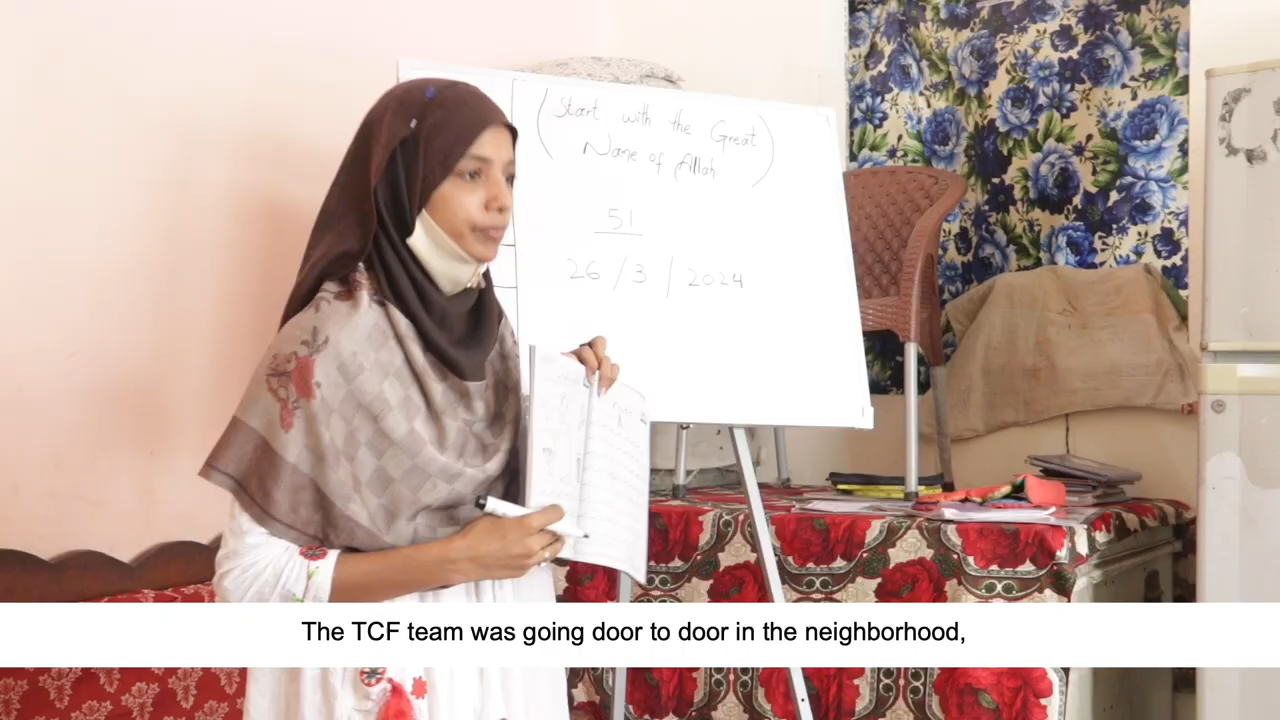 (Start with the Great
Name of Allah)
51
26 / 3 / 2024
The TCF team was going door to door in the neighborhood,